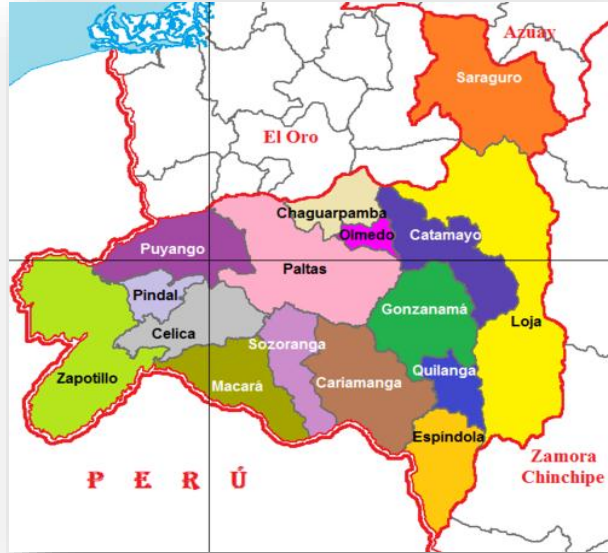 Azuay
Saraguro
El Oro
Chaguarpamba
Olmedo
Catamayo
Puyango
Paltas
Pindal
Gonzanamá
Loja
Celica
Sozoranga
Zapotillo
Macará
Cariamanga
Quilanga
Espíndola
Zamora
Chinchipe
P E R Ú